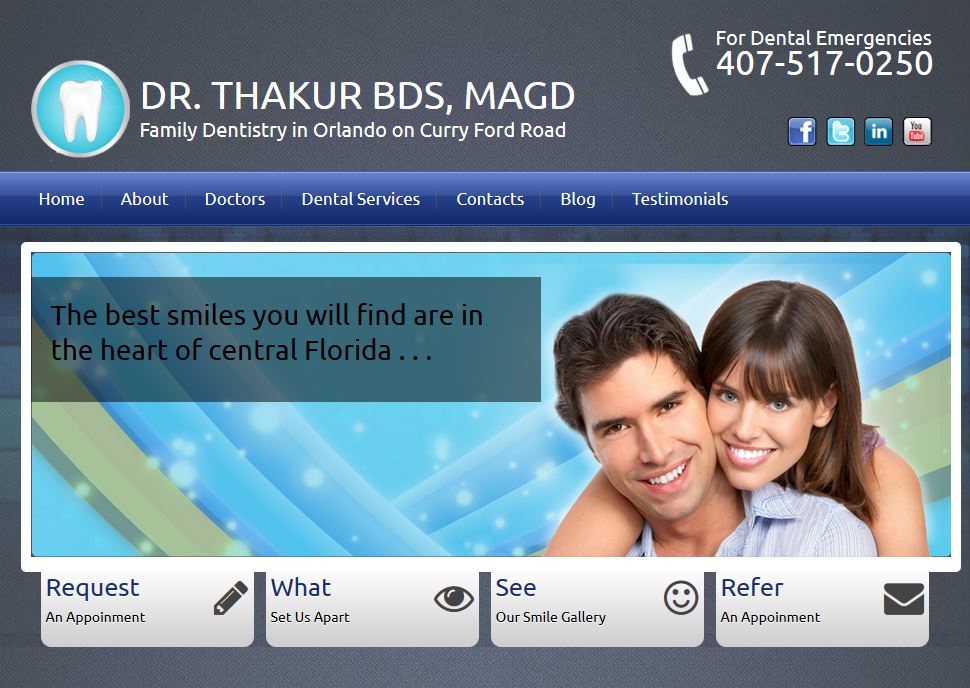 For Dental Emergencies
407-517-0250
DR. THAKUR BDS, MAGD
Family Dentistry in Orlando on Curry Ford Road
f t in You Tube
Home About Doctors Dental Services Contacts Blog Testimonials
The best smiles you will find are in
the heart of central Florida . . .
Request
An Appoinment
What
Set Us Apart
See
Our Smile Gallery
Refer
An Appoinment